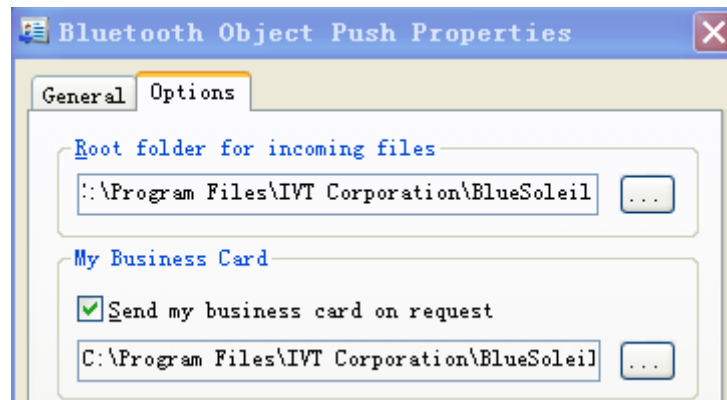 Bluetooth Object Push Properties
General Options
Root folder for incoming files
:\Program Files\IVT Corporation\BlueSoleil
...
My Business Card
Send my business card on request
C:\Program Files\IVT Corporation\BlueSoleil
...